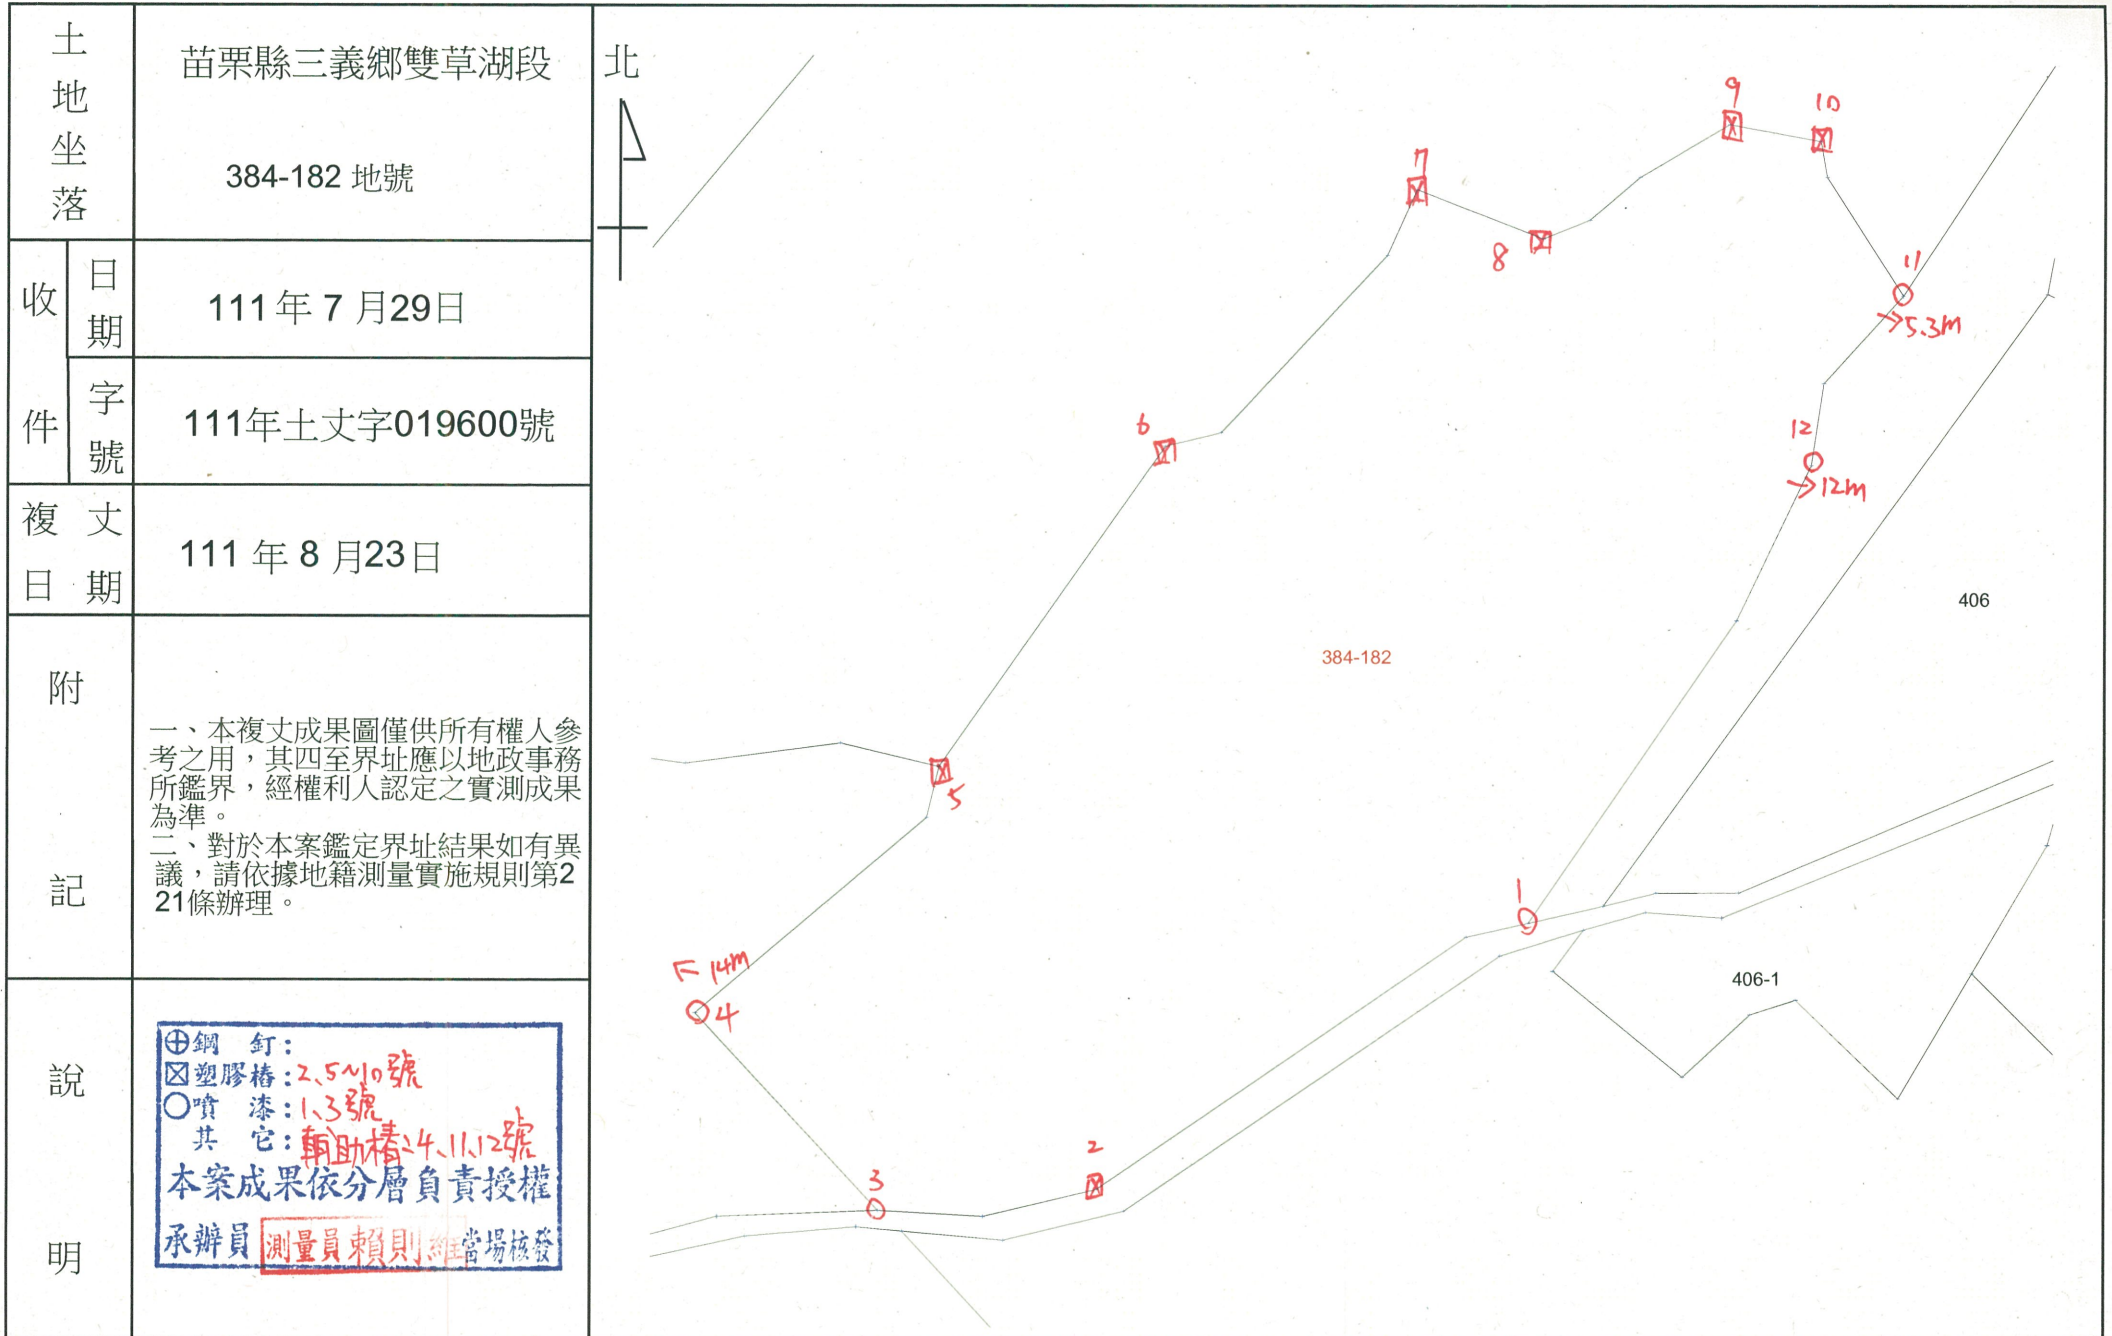 土地坐落
苗栗縣三義鄉雙草湖段
384-182 地號
收件
日期
111 年 7 月29日
字號
111年土丈字019600號
複丈日期
111 年 8 月23日
附記
一、本複丈成果圖僅供所有權人參
考之用，其四至界址應以地政事務
所鑑界，經權利人認定之實測成果
為準。
二、對於本案鑑定界址結果如有異
議，請依據地籍測量實施規則第2
21條辦理。
說明
⊕鋼 釘：
☒塑膠樁：2、5~10號
○噴 漆：1、3號
其 它：輔助樁：4、11、12號
本案成果依分層負責授權
承辦員 測量員賴則維 當場核發
北
9
10
7
8
11
→5.3m
6
12
→12m
406
384-182
5
1
↖ 14m
4
406-1
2
3